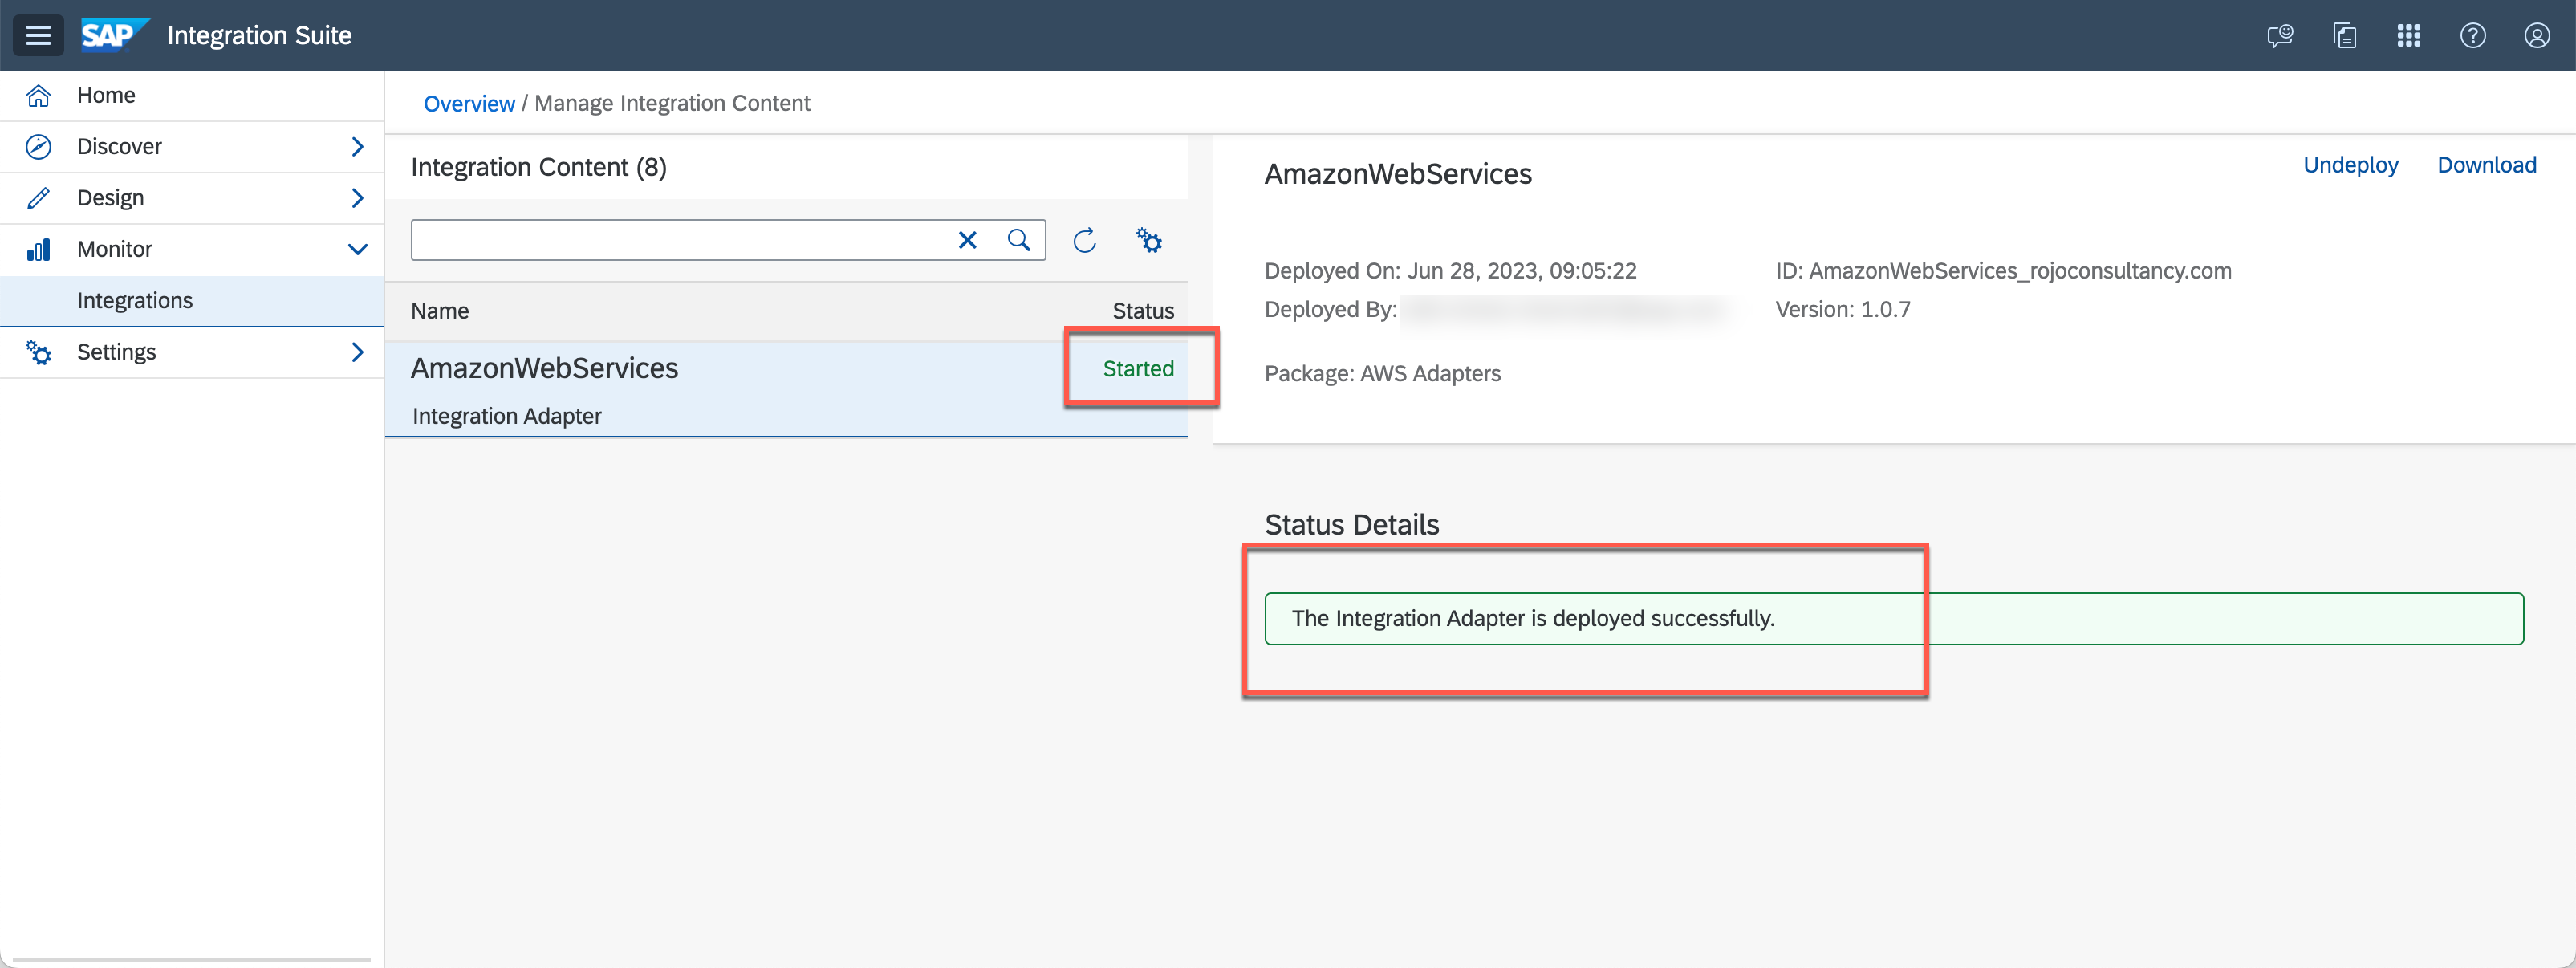 SAP Integration Suite
Home
Discover
Design
Monitor
Integrations
Settings
Overview / Manage Integration Content
Integration Content (8)
Name Status
AmazonWebServices Started
Integration Adapter
AmazonWebServices
Undeploy Download
Deployed On: Jun 28, 2023, 09:05:22
ID: AmazonWebServices_rojoconsultancy.com
Deployed By:
Version: 1.0.7
Package: AWS Adapters
Status Details
The Integration Adapter is deployed successfully.